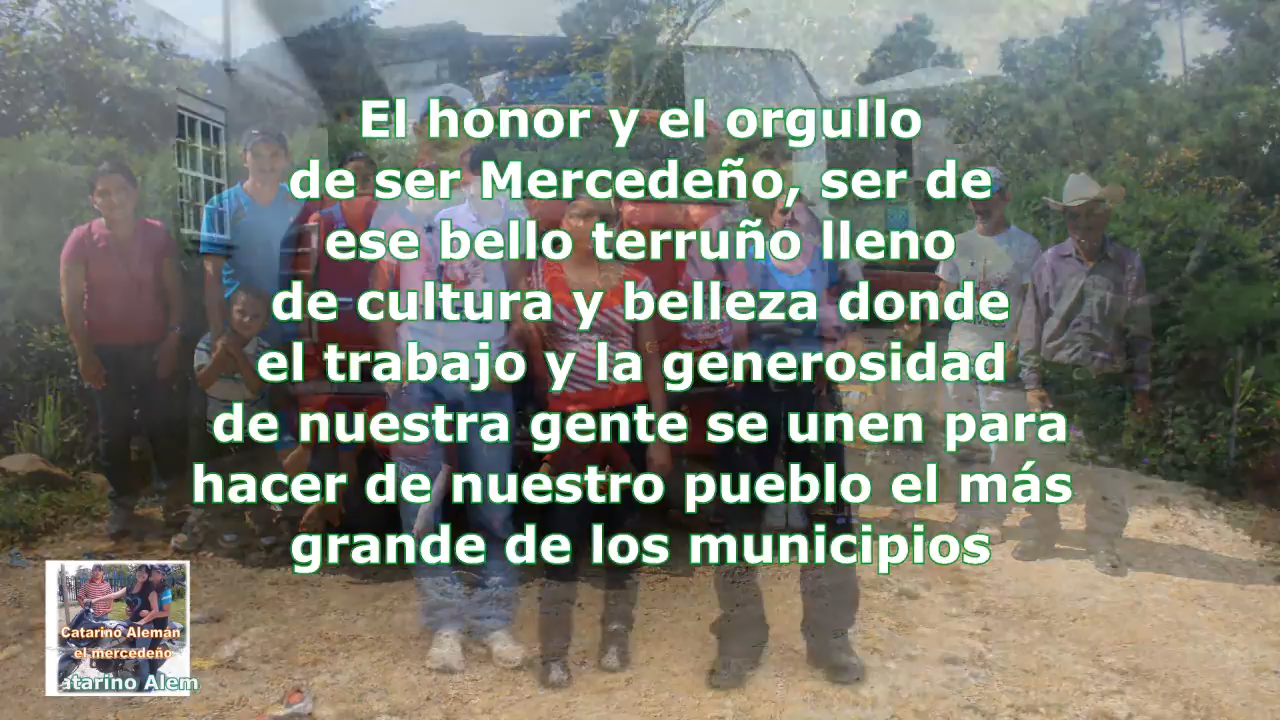 El honor y el orgullo
de ser Mercedeño, ser de
ese bello terruño lleno
de cultura y belleza donde
el trabajo y la generosidad
de nuestra gente se unen para
hacer de nuestro pueblo el más
grande de los municipios
Catarino Alemán
el mercedeño
atarino Alem